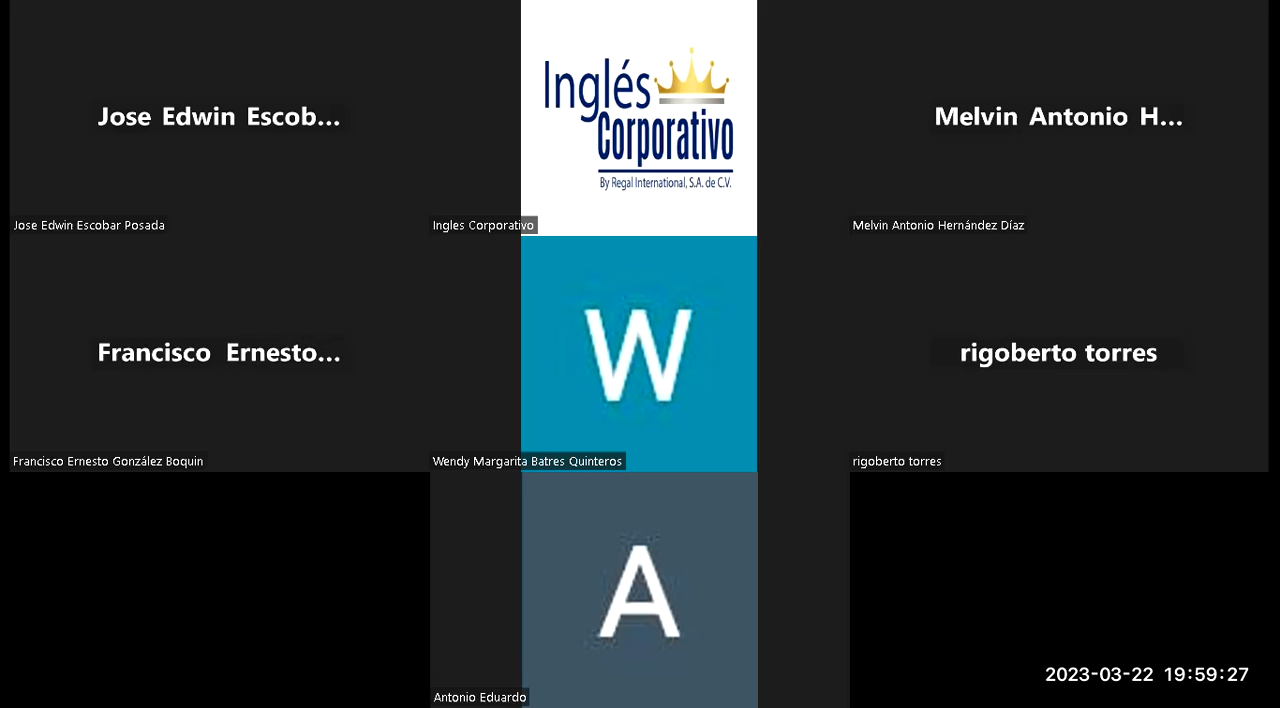 Jose Edwin Escob...
Jose Edwin Escobar Posada
Inglés
Corporativo
By Regal International, S.A. de C.V.
Ingles Corporativo
Melvin Antonio H...
Melvin Antonio Hernández Díaz
Francisco Ernesto...
Francisco Ernesto González Boquin
W
Wendy Margarita Batres Quinteros
rigoberto torres
rigoberto torres
A
Antonio Eduardo
2023-03-22 19:59:27